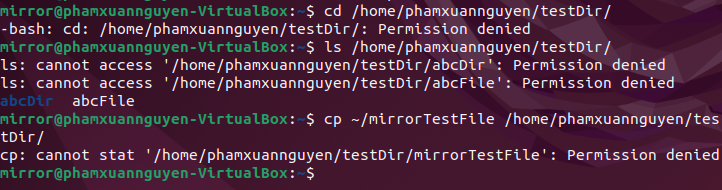 mirror@phamxuannguyen-VirtualBox:~$ cd /home/phamxuannguyen/testDir/
-bash: cd: /home/phamxuannguyen/testDir/: Permission denied
mirror@phamxuannguyen-VirtualBox:~$ ls /home/phamxuannguyen/testDir/
ls: cannot access '/home/phamxuannguyen/testDir/abcDir': Permission denied
ls: cannot access '/home/phamxuannguyen/testDir/abcFile': Permission denied
abcDir  abcFile
mirror@phamxuannguyen-VirtualBox:~$ cp ~/mirrorTestFile /home/phamxuannguyen/tes
tDir/
cp: cannot stat '/home/phamxuannguyen/testDir/mirrorTestFile': Permission denied
mirror@phamxuannguyen-VirtualBox:~$